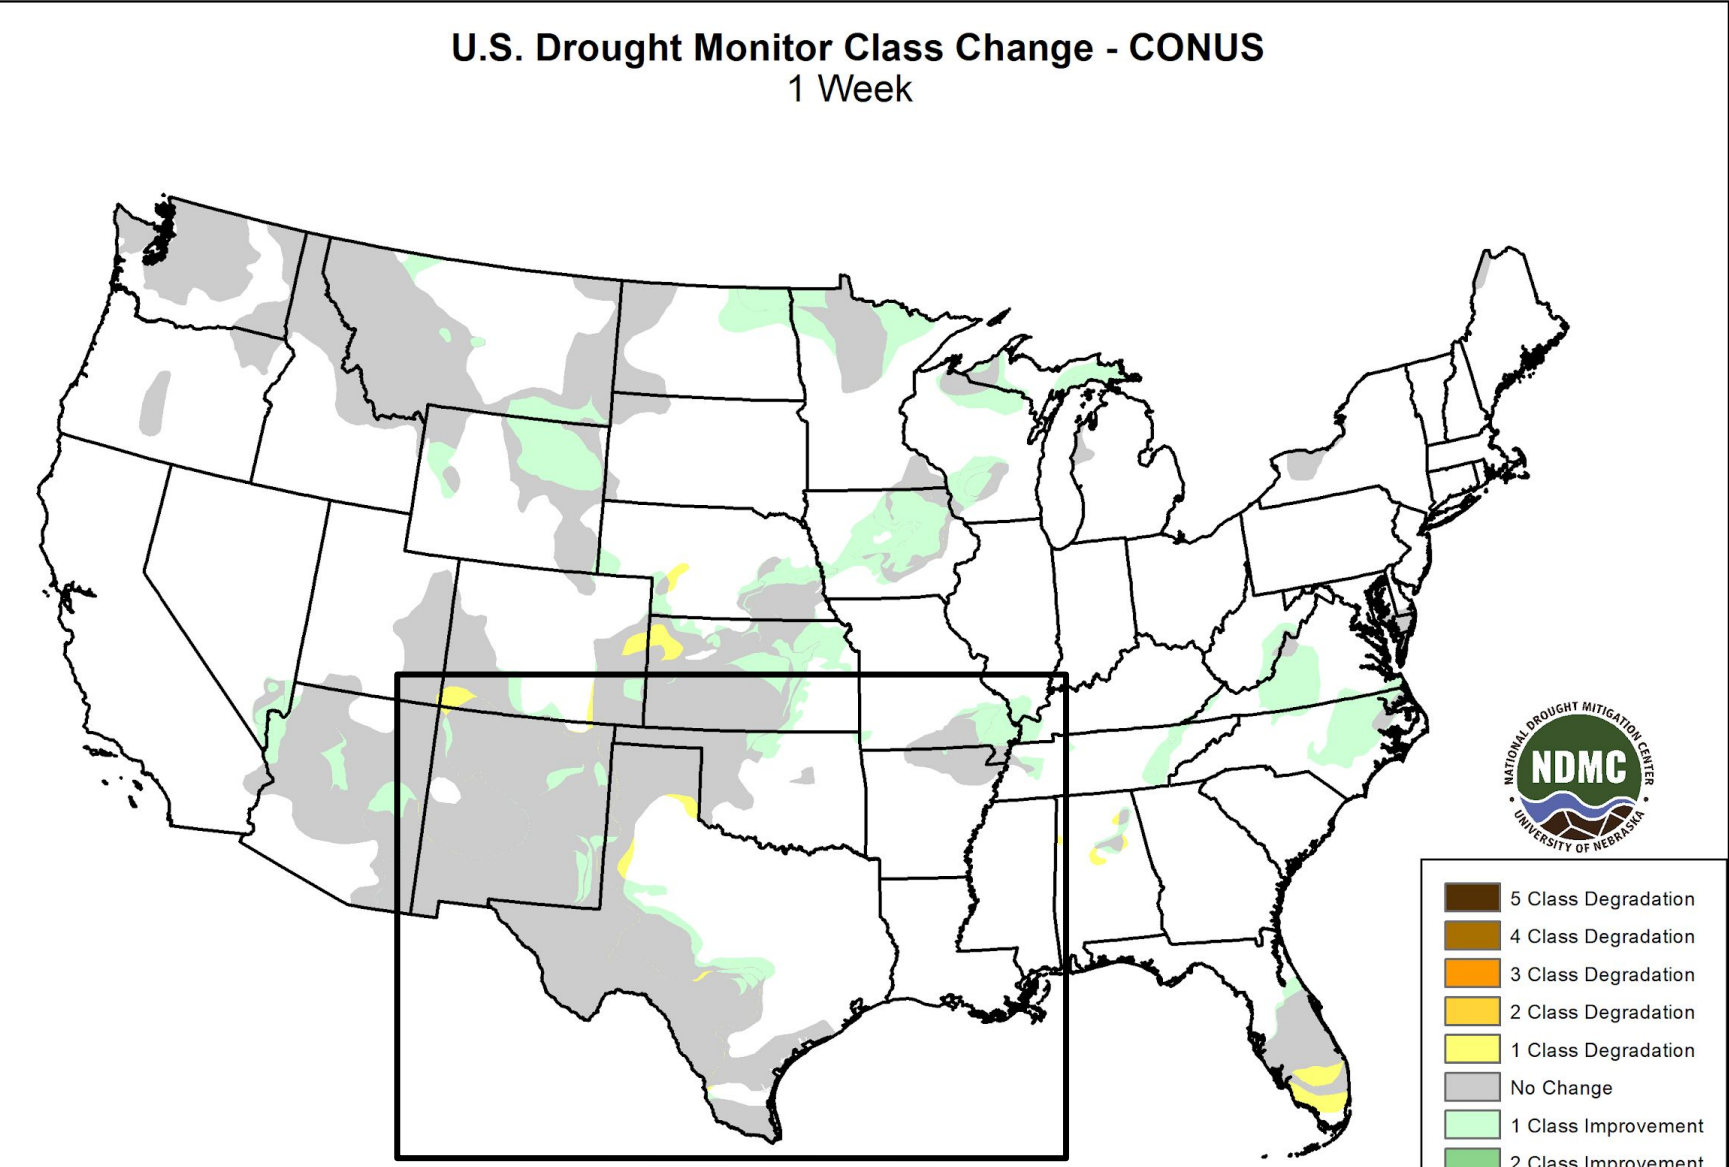 U.S. Drought Monitor Class Change - CONUS
1 Week
NATIONAL DROUGHT MITIGATION CENTER
NDMC
UNIVERSITY OF NEBRASKA
5 Class Degradation
4 Class Degradation
3 Class Degradation
2 Class Degradation
1 Class Degradation
No Change
1 Class Improvement
2 Class Improvement